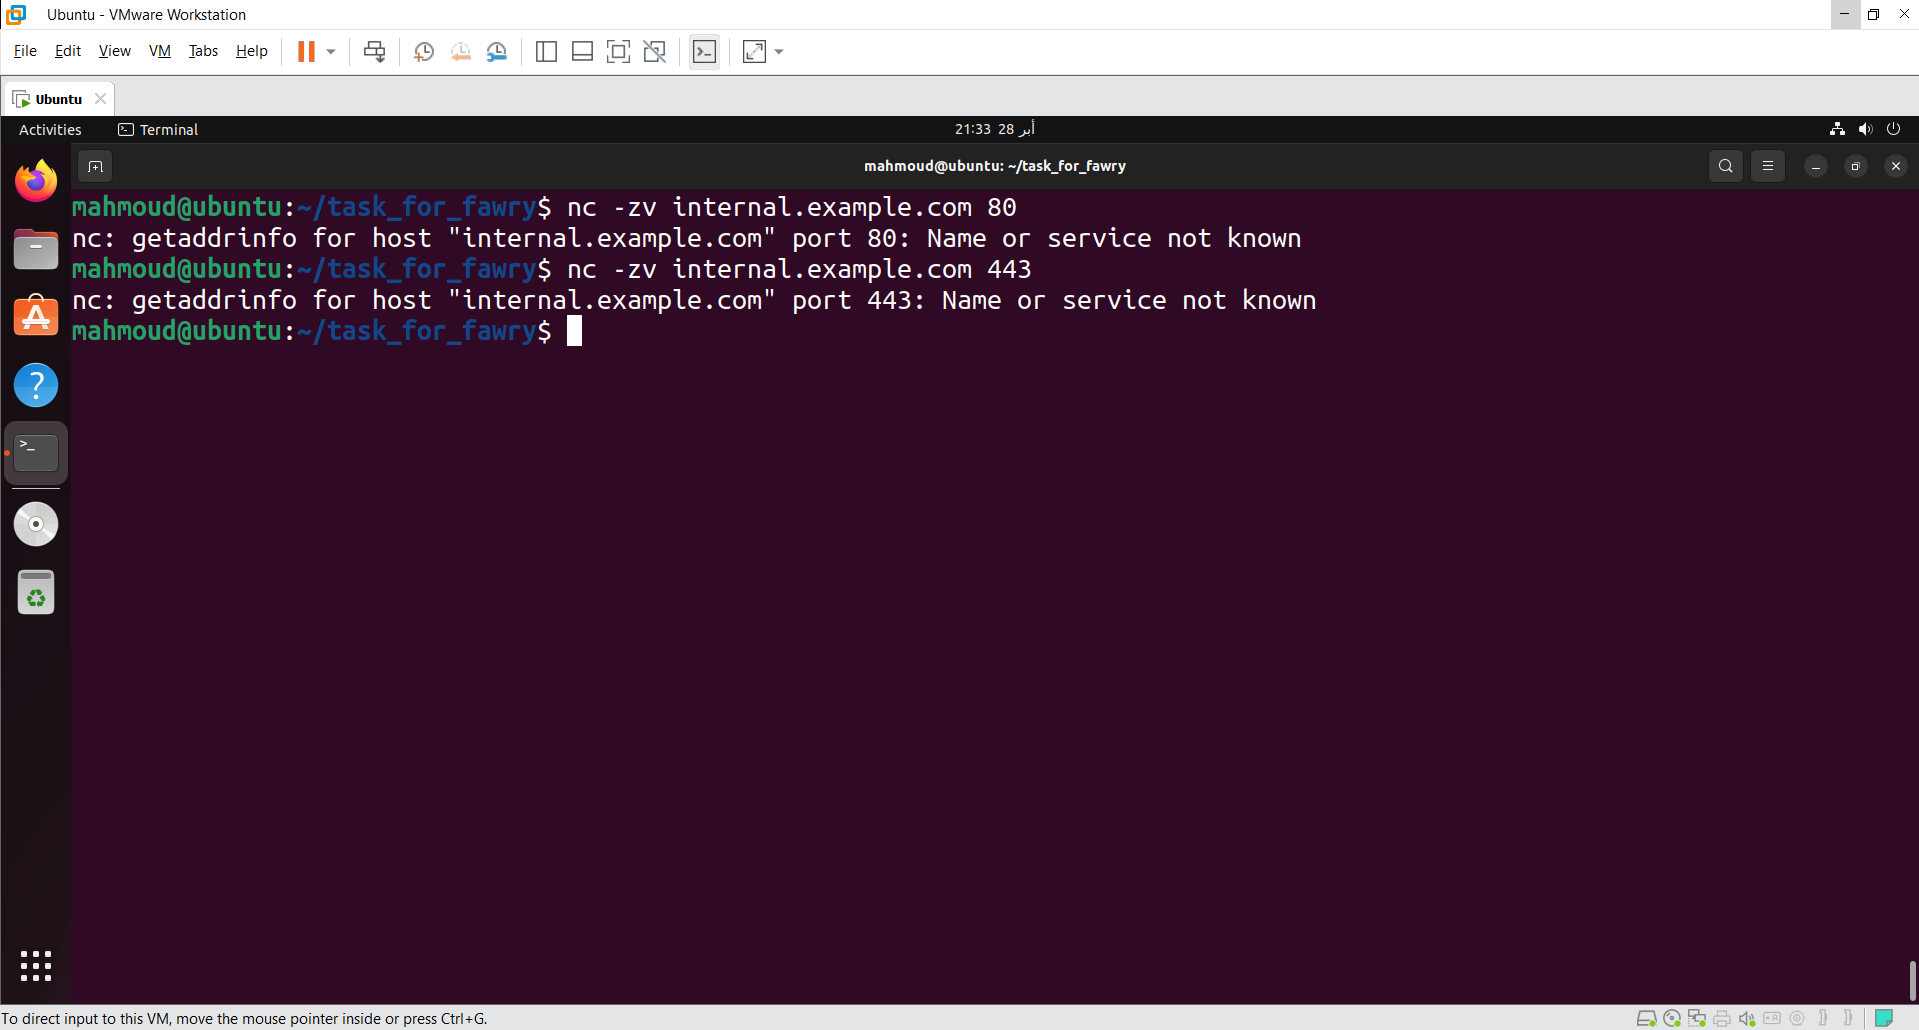 Ubuntu - VMware Workstation
File Edit View VM Tabs Help
Ubuntu
Activities Terminal 21:33 28 أبر
mahmoud@ubuntu: ~/task_for_fawry
mahmoud@ubuntu:~/task_for_fawry$ nc -zv internal.example.com 80
nc: getaddrinfo for host "internal.example.com" port 80: Name or service not known
mahmoud@ubuntu:~/task_for_fawry$ nc -zv internal.example.com 443
nc: getaddrinfo for host "internal.example.com" port 443: Name or service not known
mahmoud@ubuntu:~/task_for_fawry$
To direct input to this VM, move the mouse pointer inside or press Ctrl+G.